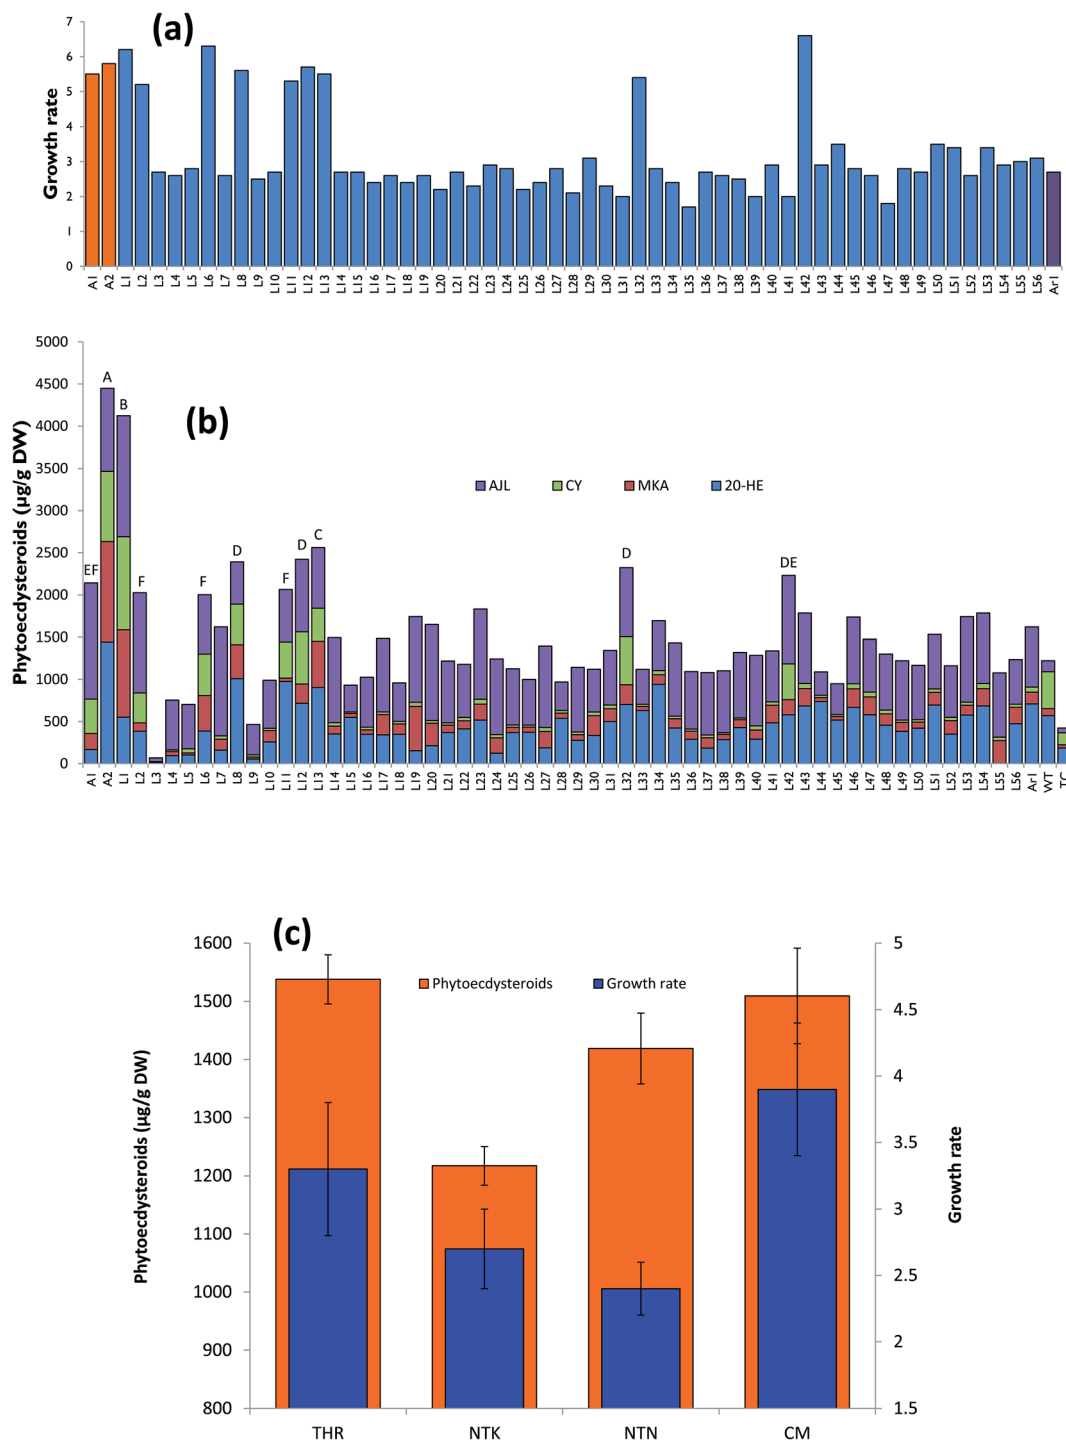 (a)
Growth rate
7
6
5
4
3
2
1
0
A1 A2 L1 L2 L3 L4 L5 L6 L7 L8 L9 L10 L11 L12 L13 L14 L15 L16 L17 L18 L19 L20 L21 L22 L23 L24 L25 L26 L27 L28 L29 L30 L31 L32 L33 L34 L35 L36 L37 L38 L39 L40 L41 L42 L43 L44 L45 L46 L47 L48 L49 L50 L51 L52 L53 L54 L55 L56 Ar1
(b)
Phytoecdysteroids (µg/g DW)
5000
4500
4000
3500
3000
2500
2000
1500
1000
500
0
AJL CY MKA 20-HE
EF A B F F D F D C D DE
A1 A2 L1 L2 L3 L4 L5 L6 L7 L8 L9 L10 L11 L12 L13 L14 L15 L16 L17 L18 L19 L20 L21 L22 L23 L24 L25 L26 L27 L28 L29 L30 L31 L32 L33 L34 L35 L36 L37 L38 L39 L40 L41 L42 L43 L44 L45 L46 L47 L48 L49 L50 L51 L52 L53 L54 L55 L56 Ar1 WT TC
(c)
Phytoecdysteroids (µg/g DW)
1600
1500
1400
1300
1200
1100
1000
900
800
Phytoecdysteroids Growth rate
5
4.5
4
3.5
3
2.5
2
1.5
Growth rate
THR NTK NTN CM